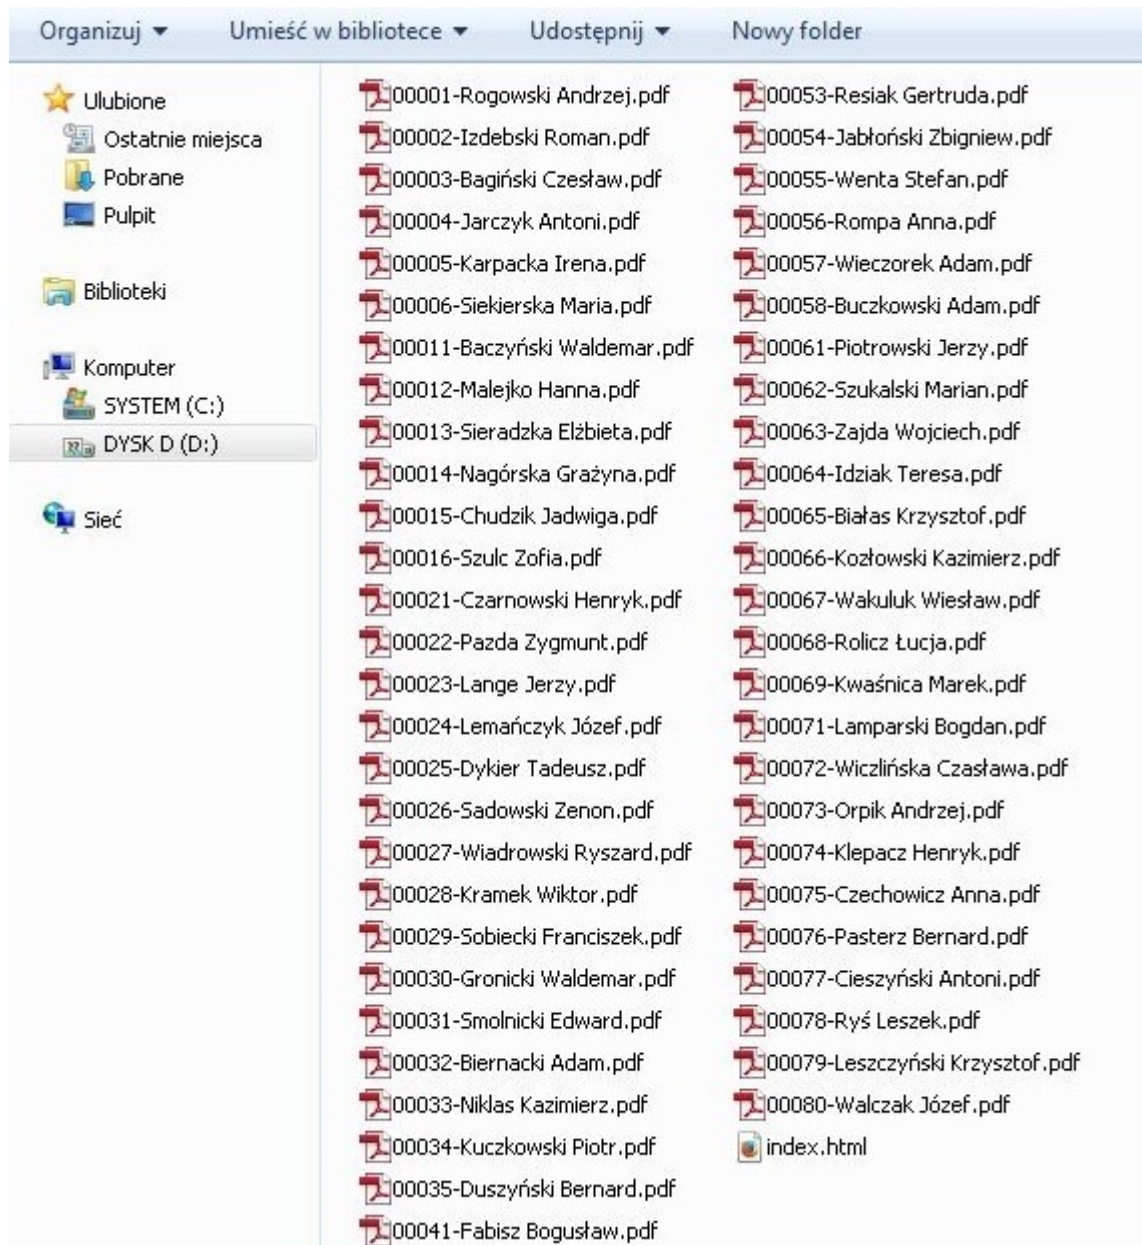 Organizuj Umieść w bibliotece Udostępnij Nowy folder
Ulubione
Ostatnie miejsca
Pobrane
Pulpit
Biblioteki
Komputer
SYSTEM (C:)
DYSK D (D:)
Sieć
00001-Rogowski Andrzej.pdf
00002-Izdebski Roman.pdf
00003-Bagiński Czesław.pdf
00004-Jarczyk Antoni.pdf
00005-Karpacka Irena.pdf
00006-Siekierska Maria.pdf
00011-Baczyński Waldemar.pdf
00012-Malejko Hanna.pdf
00013-Sieradzka Elżbieta.pdf
00014-Nagórska Grażyna.pdf
00015-Chudzik Jadwiga.pdf
00016-Szulc Zofia.pdf
00021-Czarnowski Henryk.pdf
00022-Pazda Zygmunt.pdf
00023-Lange Jerzy.pdf
00024-Lemańczyk Józef.pdf
00025-Dykier Tadeusz.pdf
00026-Sadowski Zenon.pdf
00027-Wiadrowski Ryszard.pdf
00028-Kramek Wiktor.pdf
00029-Sobiecki Franciszek.pdf
00030-Gronicki Waldemar.pdf
00031-Smolnicki Edward.pdf
00032-Biernacki Adam.pdf
00033-Niklas Kazimierz.pdf
00034-Kuczkowski Piotr.pdf
00035-Duszyński Bernard.pdf
00041-Fabisz Bogusław.pdf
00053-Resiak Gertruda.pdf
00054-Jabłoński Zbigniew.pdf
00055-Wenta Stefan.pdf
00056-Rompa Anna.pdf
00057-Wieczorek Adam.pdf
00058-Buczkowski Adam.pdf
00061-Piotrowski Jerzy.pdf
00062-Szukalski Marian.pdf
00063-Zajda Wojciech.pdf
00064-Idziak Teresa.pdf
00065-Białas Krzysztof.pdf
00066-Kozłowski Kazimierz.pdf
00067-Wakuluk Wiesław.pdf
00068-Rolicz Łucja.pdf
00069-Kwaśnica Marek.pdf
00071-Lamparski Bogdan.pdf
00072-Wiczlińska Czasława.pdf
00073-Orpik Andrzej.pdf
00074-Klepacz Henryk.pdf
00075-Czechowicz Anna.pdf
00076-Pasterz Bernard.pdf
00077-Cieszyński Antoni.pdf
00078-Ryś Leszek.pdf
00079-Leszczyński Krzysztof.pdf
00080-Walczak Józef.pdf
index.html